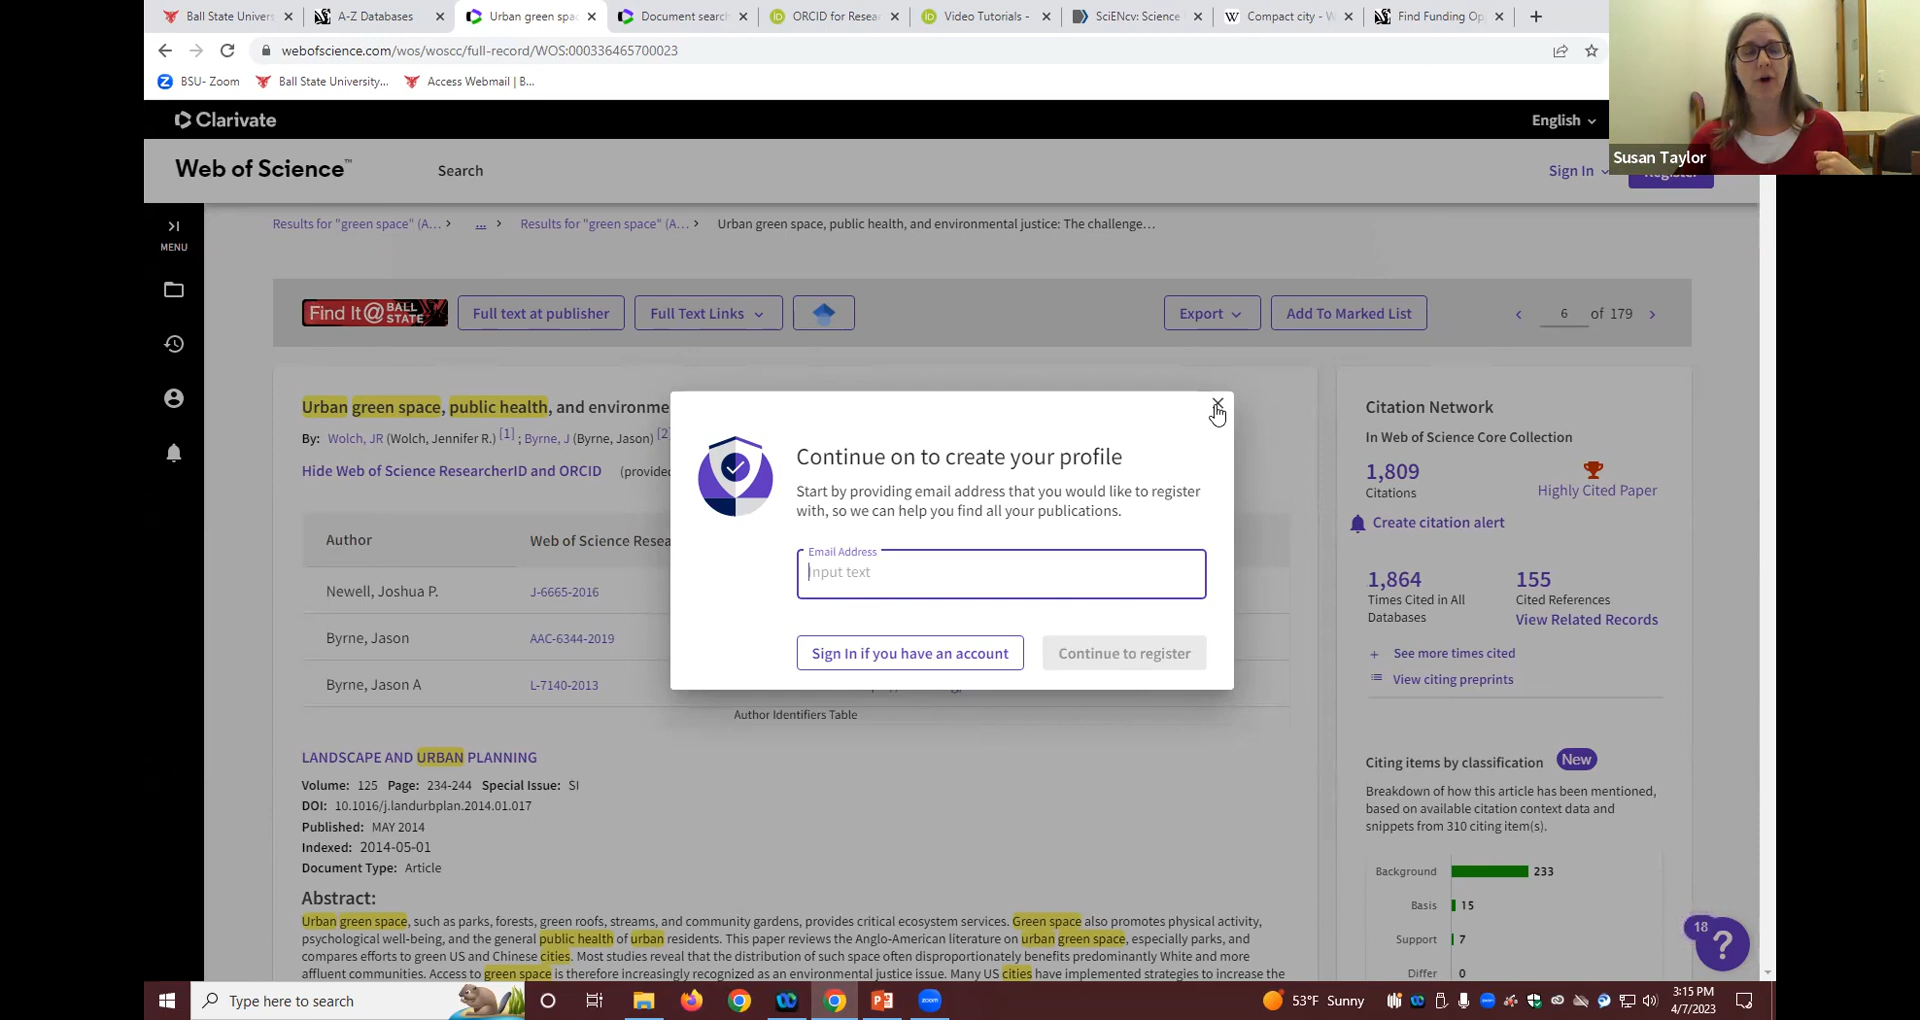 Ball State Univers
A-Z Databases
Urban green spac
Document search
ORCID for Resea
Video Tutorials -
SciENcv: Science
Compact city - W
Find Funding Op
webofscience.com/wos/woscc/full-record/WOS:000336465700023
BSU- Zoom
Ball State University...
Access Webmail | B...
Susan Taylor
Clarivate
English
Web of Science™
Search
Sign In
Register
MENU
Results for "green space" (A... > ... > Results for "green space" (A... > Urban green space, public health, and environmental justice: The challenge...
Find It @ BALL STATE
Full text at publisher
Full Text Links
Export
Add To Marked List
6 of 179
Urban green space, public health, and environme
By: Wolch, JR (Wolch, Jennifer R.) [1] ; Byrne, J (Byrne, Jason) [2]
Hide Web of Science ResearcherID and ORCID (provided
Author
Web of Science Resea
Newell, Joshua P.
J-6665-2016
Byrne, Jason
AAC-6344-2019
Byrne, Jason A
L-7140-2013
Author Identifiers Table
Continue on to create your profile
Start by providing email address that you would like to register
with, so we can help you find all your publications.
Email Address
Input text
Sign In if you have an account
Continue to register
LANDSCAPE AND URBAN PLANNING
Volume: 125 Page: 234-244 Special Issue: SI
DOI: 10.1016/j.landurbplan.2014.01.017
Published: MAY 2014
Indexed: 2014-05-01
Document Type: Article
Abstract:
Urban green space, such as parks, forests, green roofs, streams, and community gardens, provides critical ecosystem services. Green space also promotes physical activity,
psychological well-being, and the general public health of urban residents. This paper reviews the Anglo-American literature on urban green space, especially parks, and
compares efforts to green US and Chinese cities. Most studies reveal that the distribution of such space often disproportionately benefits predominantly White and more
affluent communities. Access to green space is therefore increasingly recognized as an environmental justice issue. Many US cities have implemented strategies to increase the
Citation Network
In Web of Science Core Collection
1,809
Citations
Highly Cited Paper
Create citation alert
1,864
Times Cited in All
Databases
155
Cited References
View Related Records
+ See more times cited
View citing preprints
Citing items by classification
New
Breakdown of how this article has been mentioned,
based on available citation context data and
snippets from 310 citing item(s).
Background 233
Basis 15
Support 7
Differ 0
18
?
Type here to search
zoom
53°F Sunny
3:15 PM
4/7/2023